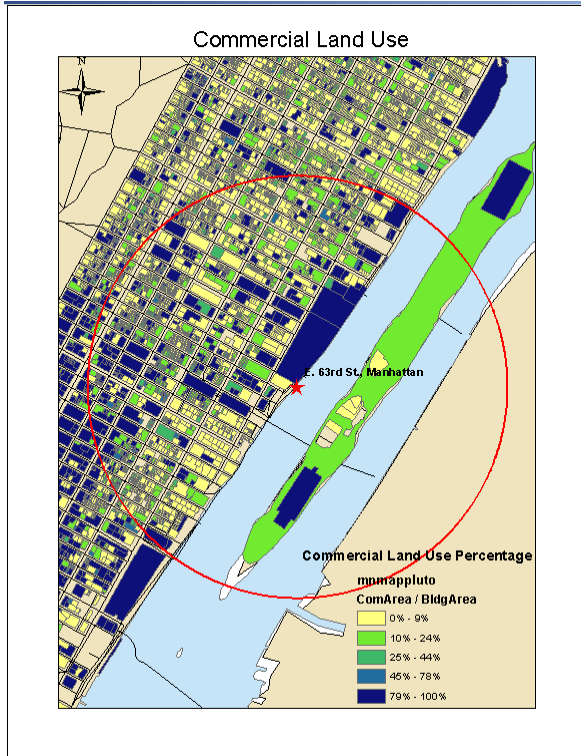 Commercial Land Use
N
E. 63rd St., Manhattan
Commercial Land Use Percentage
mnmappluto
ComArea / BldgArea
0% - 9%
10% - 24%
25% - 44%
45% - 78%
79% - 100%